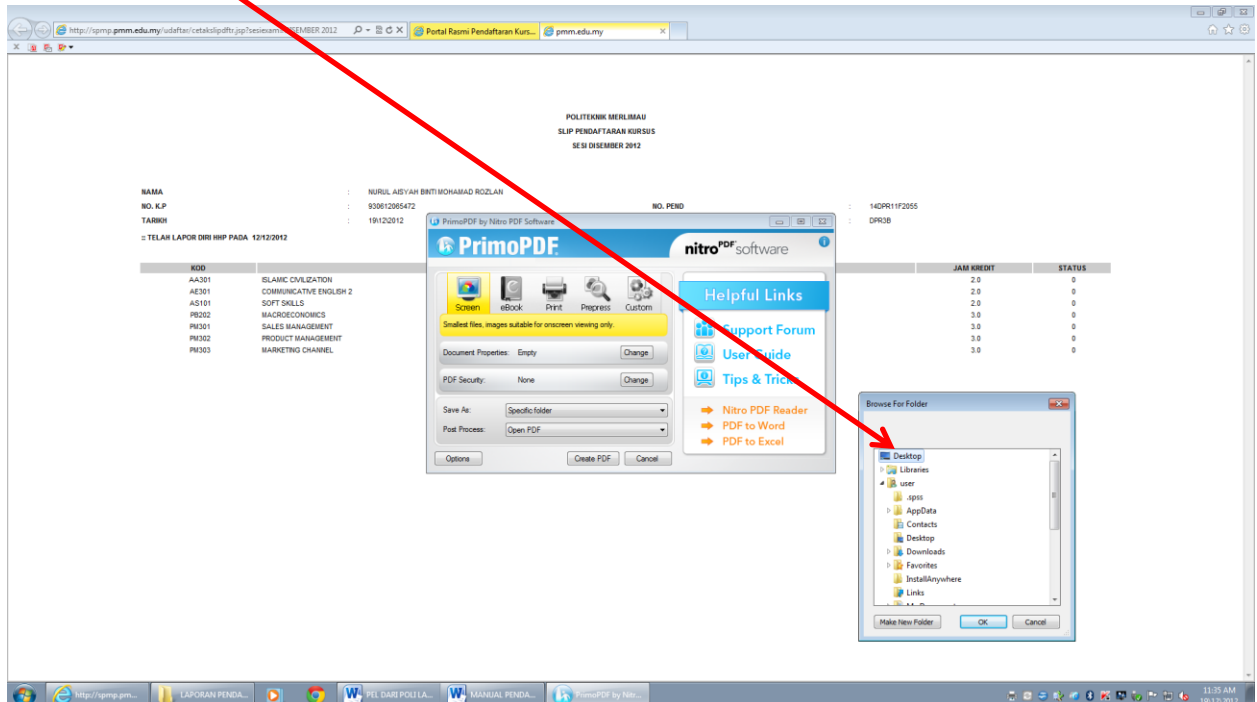 http://spmp.pmm.edu.my/udaftar/cetakslipdftr.jsp?sesiexam= EMBER 2012
Portal Rasmi Pendaftaran Kurs...
pmm.edu.my
POLITEKNIK MERLIMAU
SLIP PENDAFTARAN KURSUS
SESI DISEMBER 2012
NAMA : NURUL AISYAH BINTI MOHAMAD ROZLAN
NO. K.P : 930612065472 NO. PEND : 14DPR11F2055
TARIKH : 19\12\2012 : DPR3B
:: TELAH LAPOR DIRI HHP PADA 12/12/2012
KOD JAM KREDIT STATUS
AA301 ISLAMIC CIVILIZATION 2.0 0
AE301 COMMUNICATIVE ENGLISH 2 2.0 0
AS101 SOFT SKILLS 2.0 0
PB202 MACROECONOMICS 3.0 0
PM301 SALES MANAGEMENT 3.0 0
PM302 PRODUCT MANAGEMENT 3.0 0
PM303 MARKETING CHANNEL 3.0 0
PrimoPDF by Nitro PDF Software
PrimoPDF
nitro PDF software
Screen eBook Print Prepress Custom
Smallest files, images suitable for onscreen viewing only.
Document Properties: Empty Change
PDF Security: None Change
Save As: Specific folder
Post Process: Open PDF
Options Create PDF Cancel
Helpful Links
Support Forum
User Guide
Tips & Tricks
Nitro PDF Reader
PDF to Word
PDF to Excel
Browse For Folder
Desktop
Libraries
user
.spss
AppData
Contacts
Desktop
Downloads
Favorites
InstallAnywhere
Links
Make New Folder OK Cancel
http://spmp.pm... LAPORAN PENDA... PEL DARI POLI LA... MANUAL PENDA... PrimoPDF by Nitr...
11:35 AM
19\12\2012